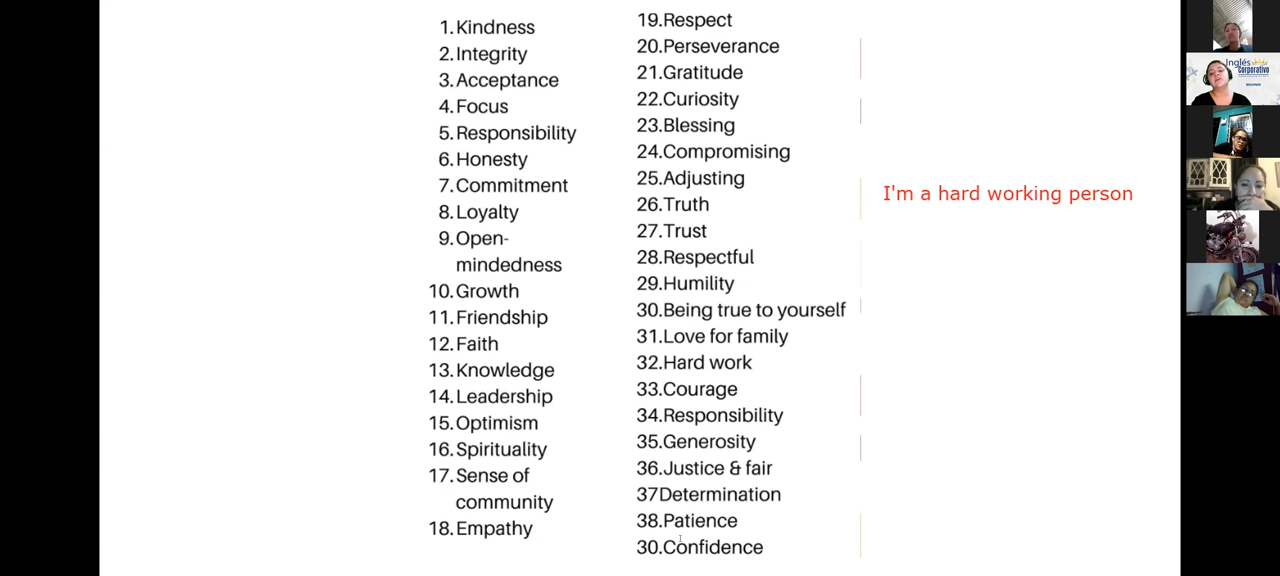 1. Kindness
2. Integrity
3. Acceptance
4. Focus
5. Responsibility
6. Honesty
7. Commitment
8. Loyalty
9. Open-
mindedness
10. Growth
11. Friendship
12. Faith
13. Knowledge
14. Leadership
15. Optimism
16. Spirituality
17. Sense of
community
18. Empathy
19.Respect
20.Perseverance
21.Gratitude
22.Curiosity
23.Blessing
24.Compromising
25.Adjusting
26.Truth
27.Trust
28.Respectful
29.Humility
30.Being true to yourself
31.Love for family
32.Hard work
33.Courage
34.Responsibility
35.Generosity
36.Justice & fair
37Determination
38.Patience
30.Confidence
I'm a hard working person
Inglés
Corporativo